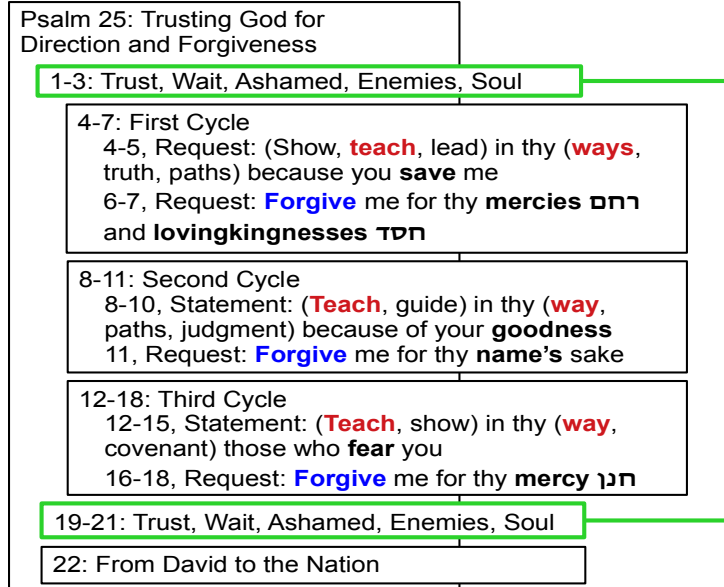 Psalm 25: Trusting God for
Direction and Forgiveness
1-3: Trust, Wait, Ashamed, Enemies, Soul
4-7: First Cycle
4-5, Request: (Show, teach, lead) in thy (ways,
truth, paths) because you save me
6-7, Request: Forgive me for thy mercies רחם
and lovingkingnesses חסד
8-11: Second Cycle
8-10, Statement: (Teach, guide) in thy (way,
paths, judgment) because of your goodness
11, Request: Forgive me for thy name's sake
12-18: Third Cycle
12-15, Statement: (Teach, show) in thy (way,
covenant) those who fear you
16-18, Request: Forgive me for thy mercy חנן
19-21: Trust, Wait, Ashamed, Enemies, Soul
22: From David to the Nation